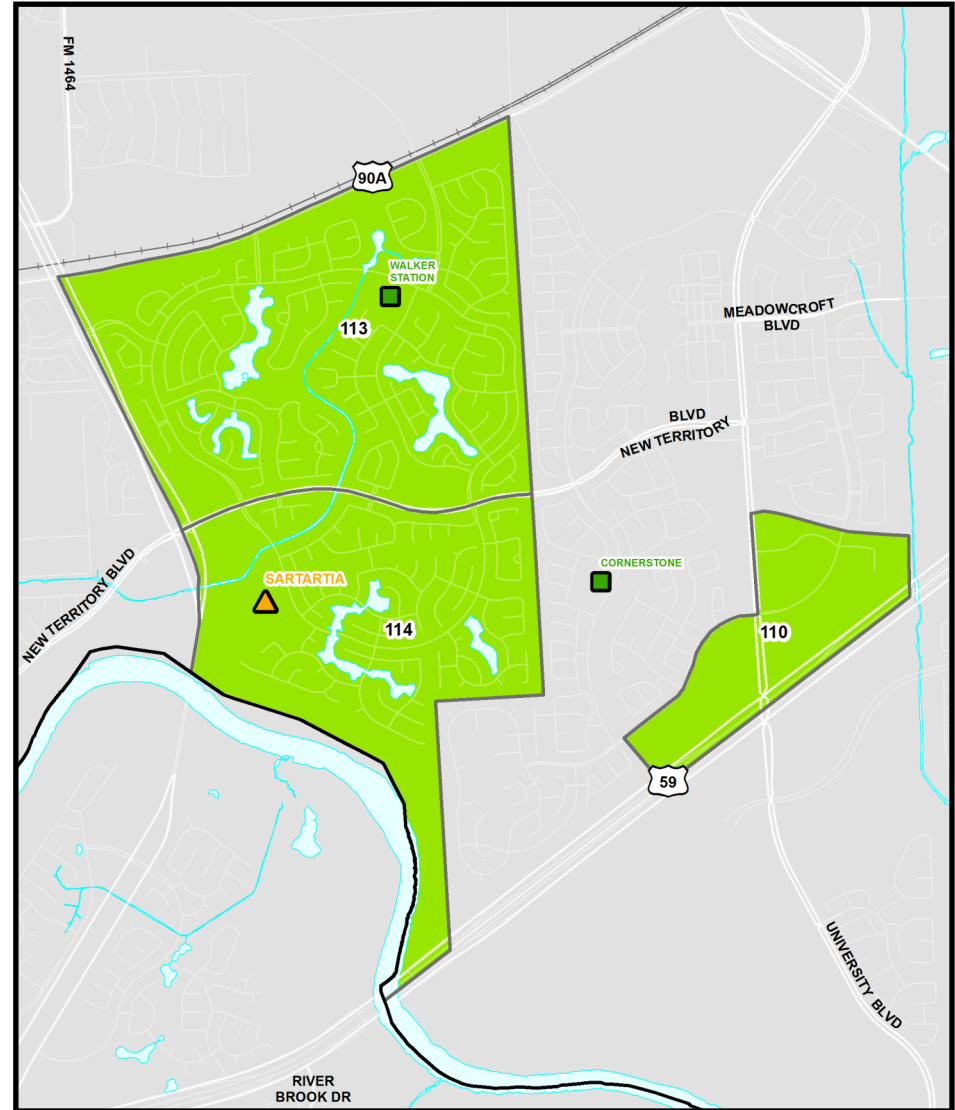 FM 1464
90A
WALKER
STATION
113
MEADOWCROFT
BLVD
BLVD
NEW TERRITORY
CORNERSTONE
NEW TERRITORY BLVD
SARTARTIA
114
110
59
UNIVERSITY BLVD
RIVER
BROOK DR